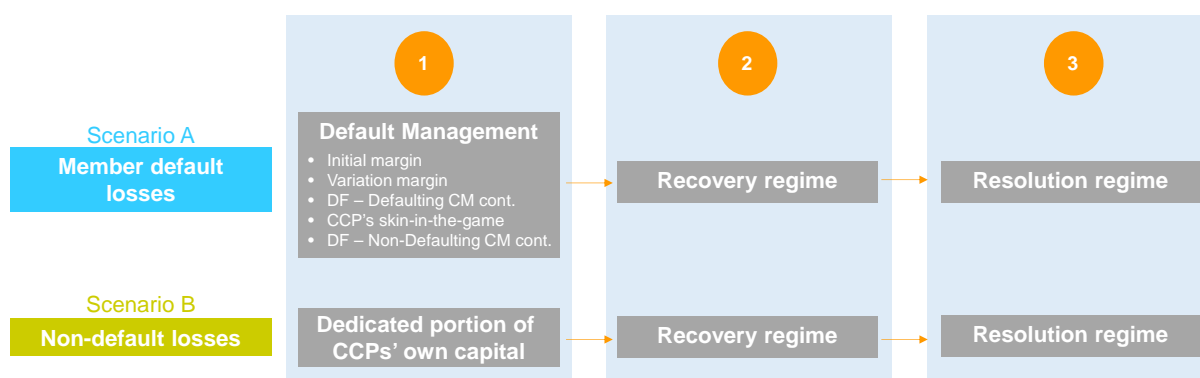 1
2
3
Scenario A
Member default
losses
Default Management
• Initial margin
• Variation margin
• DF – Defaulting CM cont.
• CCP's skin-in-the-game
• DF – Non-Defaulting CM cont.
Recovery regime
Resolution regime
Scenario B
Non-default losses
Dedicated portion of
CCPs' own capital
Recovery regime
Resolution regime